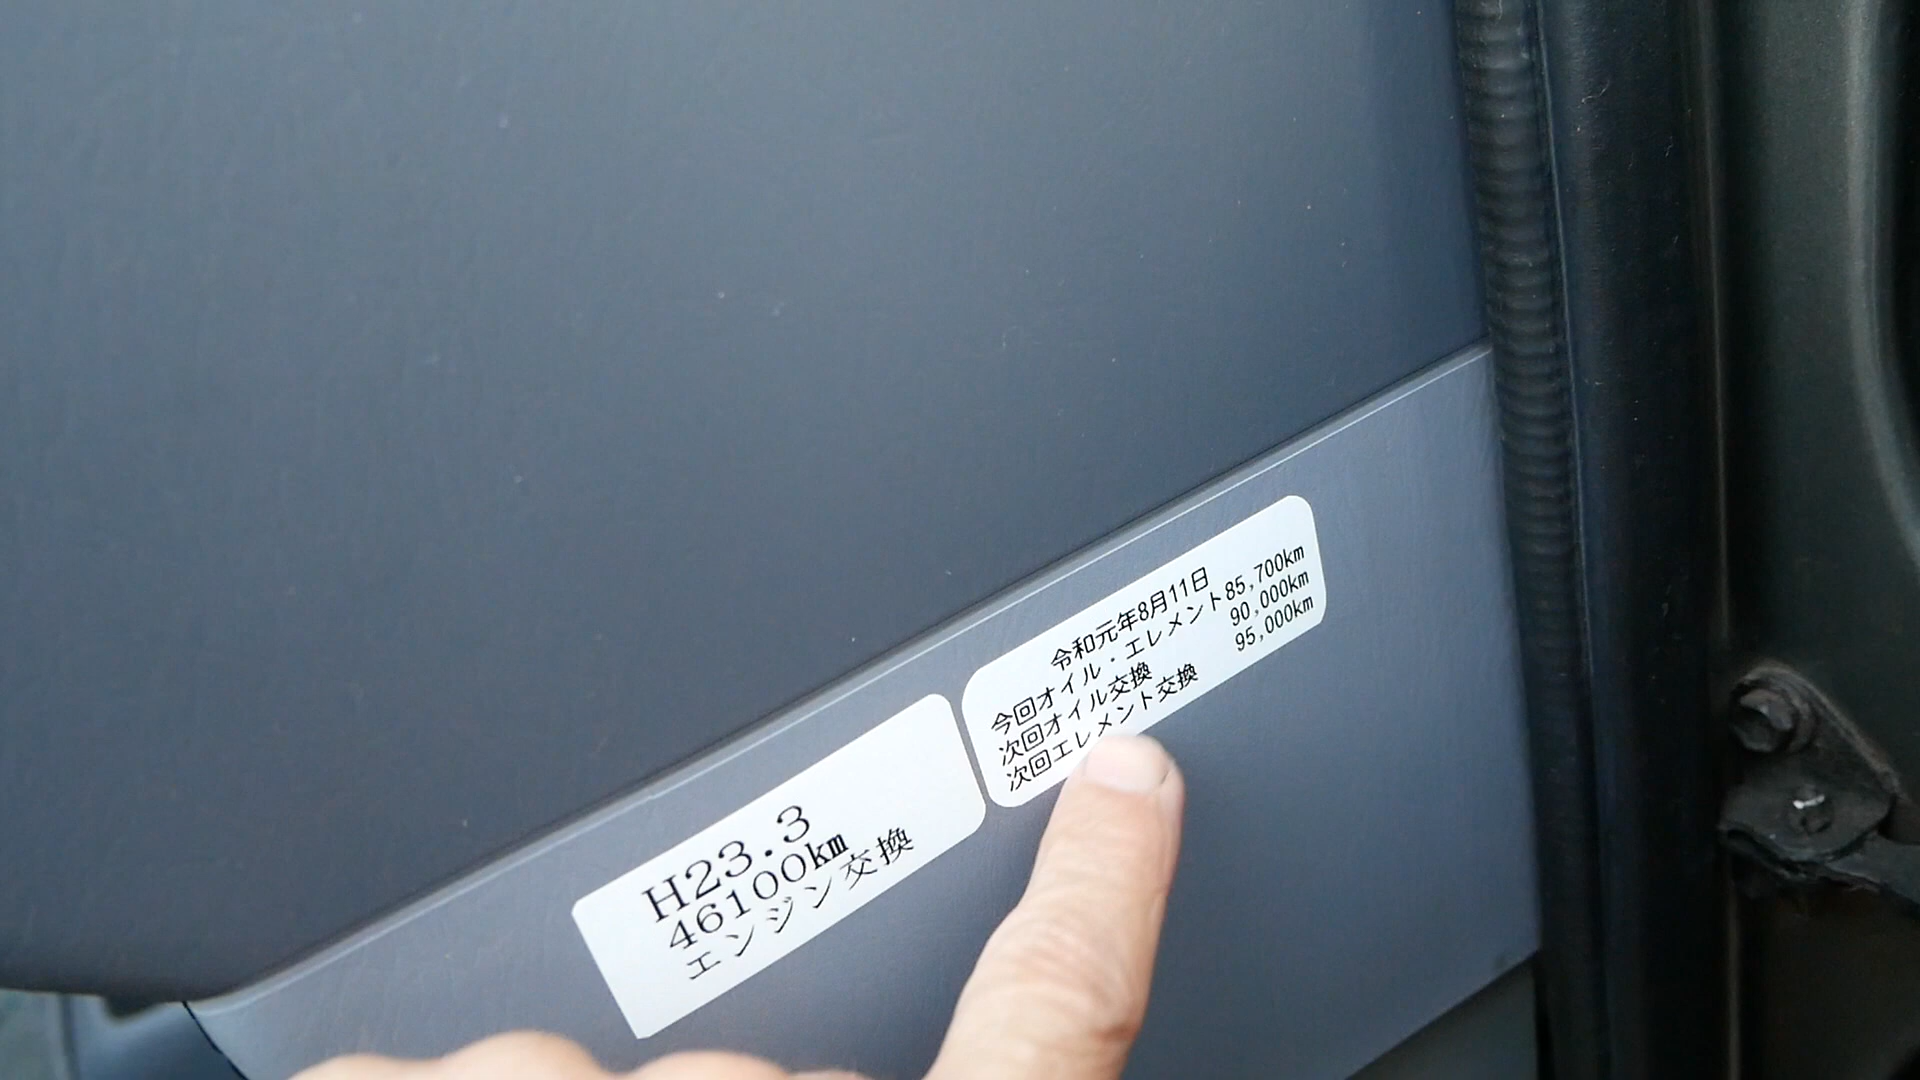 H23.3
46100km
エンジン交換
令和元年8月11日
今回オイル・エレメント85,700km
次回オイル交換 90,000km
次回エレメント交換 95,000km